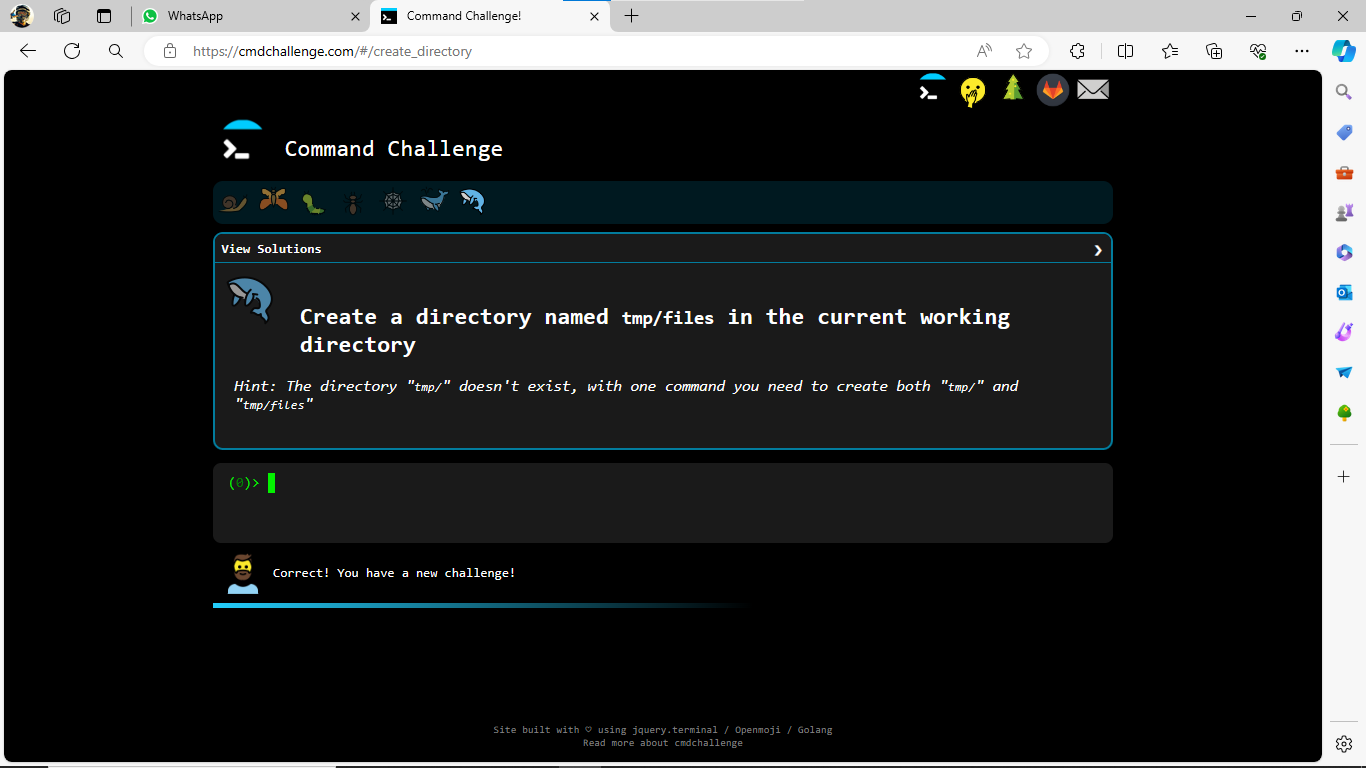 WhatsApp
Command Challenge!
https://cmdchallenge.com/#/create_directory
Command Challenge
View Solutions
Create a directory named tmp/files in the current working
directory
Hint: The directory "tmp/" doesn't exist, with one command you need to create both "tmp/" and
"tmp/files"
(0)>
Correct! You have a new challenge!
Site built with ♡ using jquery.terminal / Openmoji / Golang
Read more about cmdchallenge